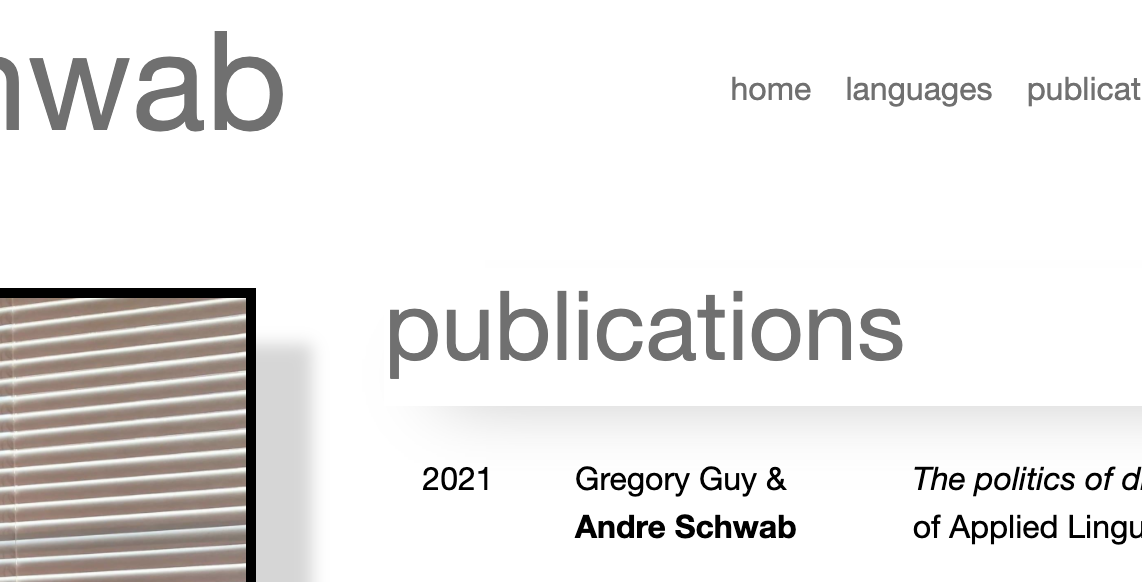 hwab
home languages publicat
publications
2021 Gregory Guy & The politics of d
Andre Schwab of Applied Lingu